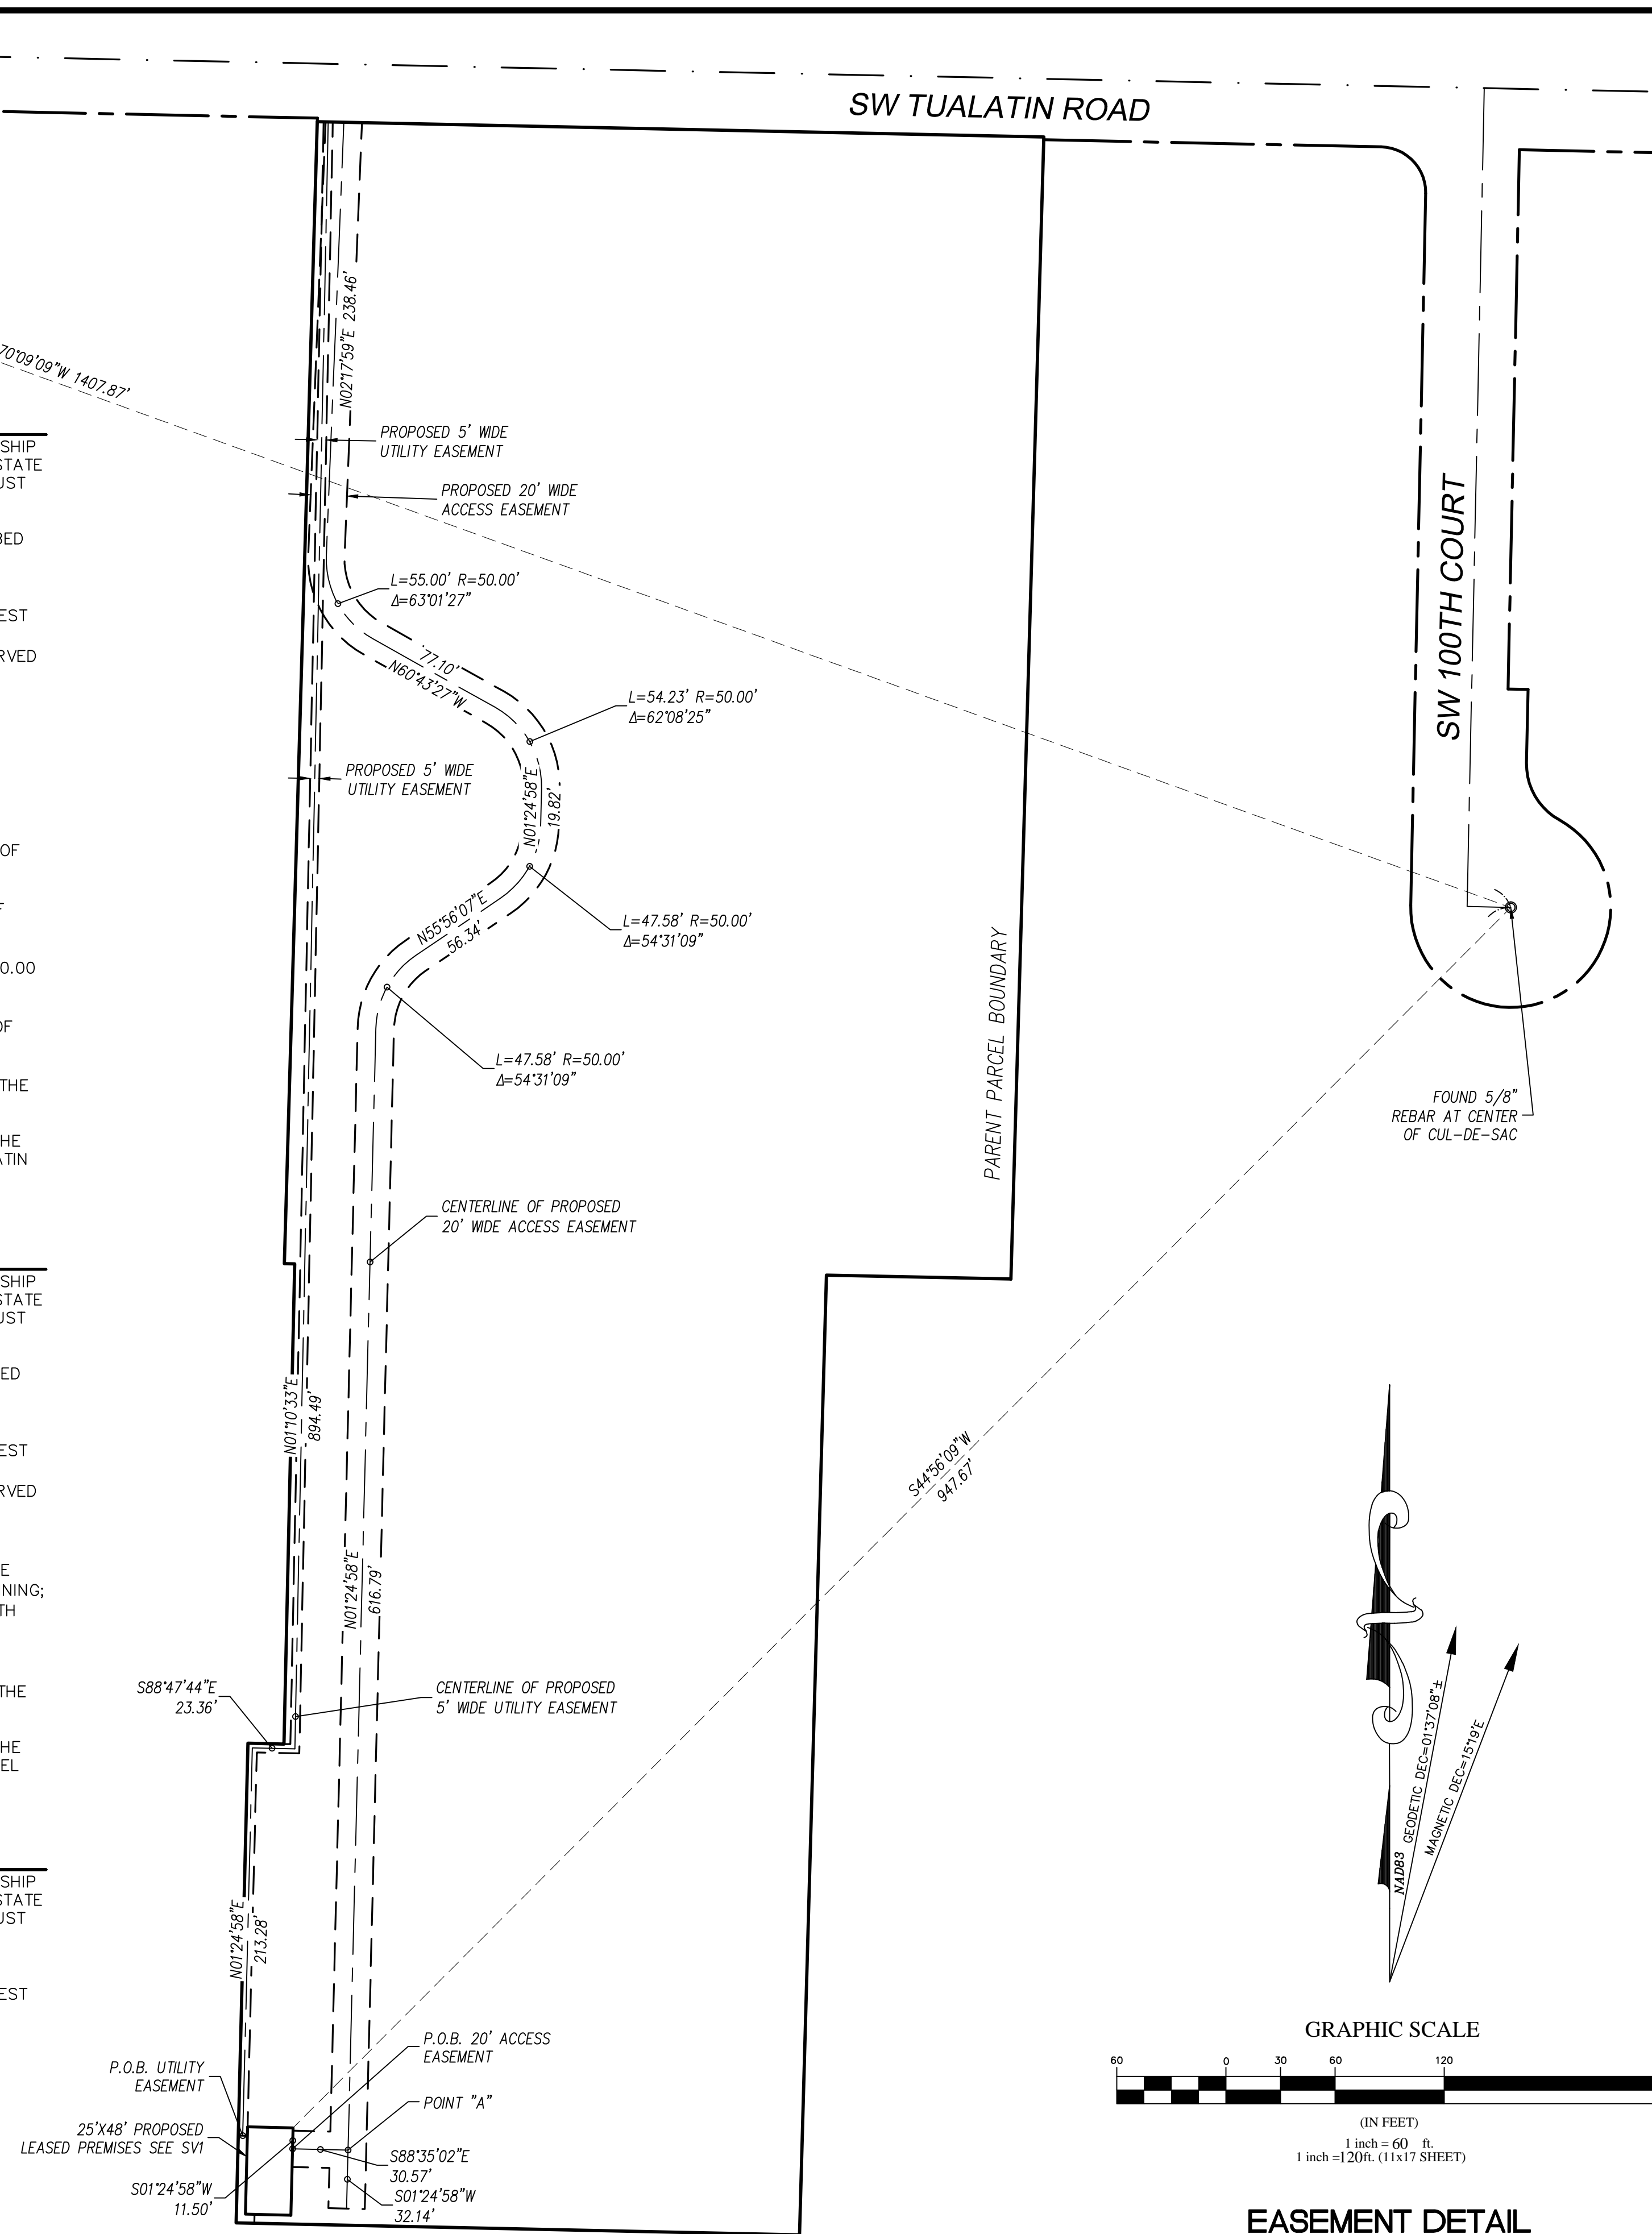 SW TUALATIN ROAD
N02°17'59"E 238.46'
70°09'09"W 1407.87'
PROPOSED 5' WIDE
UTILITY EASEMENT
PROPOSED 20' WIDE
ACCESS EASEMENT
SHIP
STATE
UST
BED
EST
RVED
L=55.00' R=50.00'
Δ=63°01'27"
77.10'
N60°43'27"W
L=54.23' R=50.00'
Δ=62°08'25"
SW 100TH COURT
PROPOSED 5' WIDE
UTILITY EASEMENT
N01°24'58"E
19.82'
OF
F
0.00
OF
THE
HE
ATIN
N55°56'07"E
56.34'
L=47.58' R=50.00'
Δ=54°31'09"
L=47.58' R=50.00'
Δ=54°31'09"
PARENT PARCEL BOUNDARY
FOUND 5/8"
REBAR AT CENTER
OF CUL-DE-SAC
CENTERLINE OF PROPOSED
20' WIDE ACCESS EASEMENT
SHIP
STATE
UST
ED
EST
RVED
E
NING;
TH
THE
HE
EL
N01°10'33"E
894.49'
S44°56'09"W
947.67'
N01°24'58"E
616.79'
S88°47'44"E
23.36'
CENTERLINE OF PROPOSED
5' WIDE UTILITY EASEMENT
NAD83
GEODETIC DEC=01°37'08"±
MAGNETIC DEC=15°19'E
SHIP
STATE
UST
EST
N01°24'58"E
213.28'
P.O.B. UTILITY
EASEMENT
P.O.B. 20' ACCESS
EASEMENT
POINT "A"
25'X48' PROPOSED
LEASED PREMISES SEE SV1
S88°35'02"E
30.57'
S01°24'58"W
11.50'
S01°24'58"W
32.14'
GRAPHIC SCALE
60 0 30 60 120
(IN FEET)
1 inch = 60 ft.
1 inch =120ft. (11x17 SHEET)
EASEMENT DETAIL